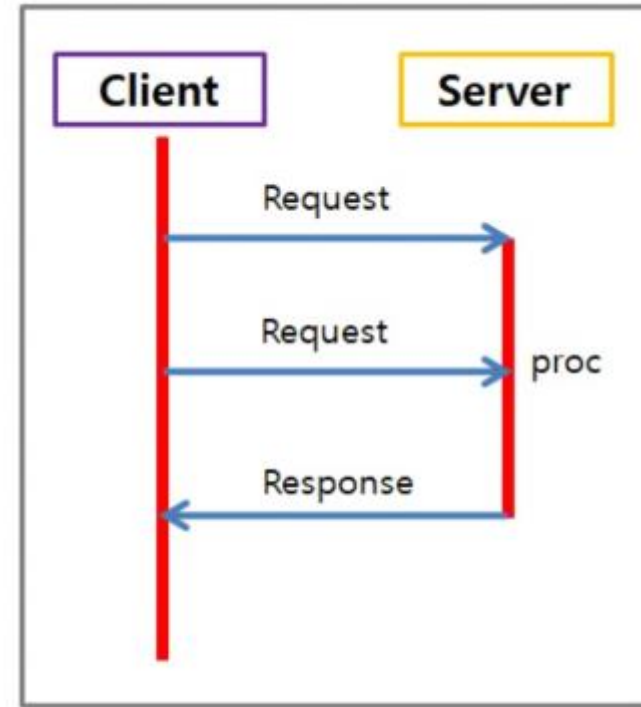 Client
Server
Request
Request
proc
Response